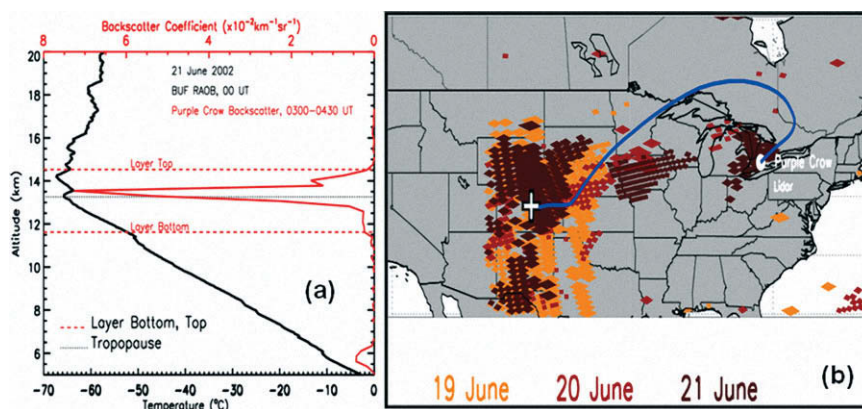 Backscatter Coefficient (x10⁻²km⁻¹sr⁻¹)
8 6 4 2 0
20
18
16
14
12
10
8
6
Altitude (km)
21 June 2002
BUF RAOB, 00 UT
Purple Crow Backscatter, 0300-0430 UT
Layer Top
Layer Bottom
(a)
Layer Bottom, Top
Tropopouse
-70 -60 -50 -40 -30 -20 -10 0
Temperature (°C)
Purple Crow
Lidar
19 June 20 June 21 June
(b)